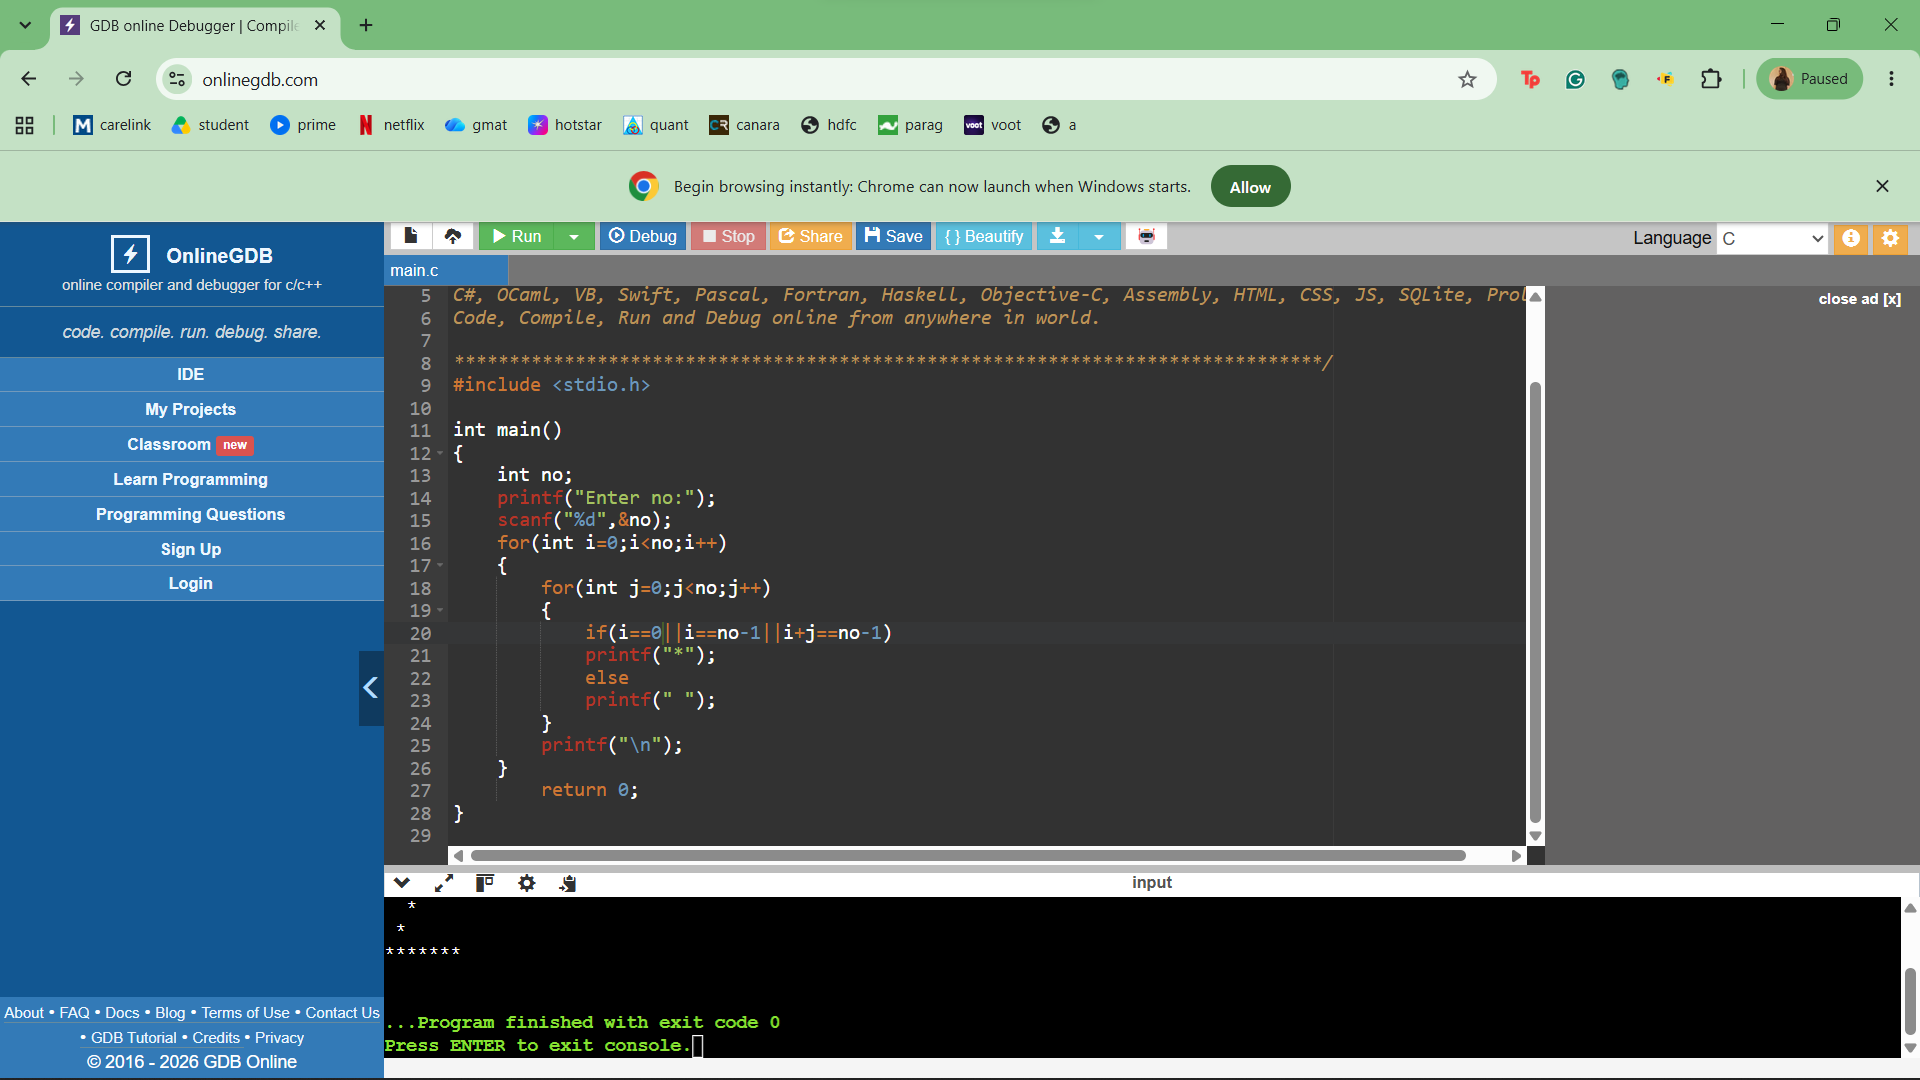 GDB online Debugger | Compile
onlinegdb.com
Paused
carelink student prime netflix gmat hotstar quant canara hdfc parag voot a
Begin browsing instantly: Chrome can now launch when Windows starts. Allow
OnlineGDB
online compiler and debugger for c/c++
code. compile. run. debug. share.
IDE
My Projects
Classroom new
Learn Programming
Programming Questions
Sign Up
Login
About • FAQ • Docs • Blog • Terms of Use • Contact Us
• GDB Tutorial • Credits • Privacy
© 2016 - 2026 GDB Online
Run Debug Stop Share Save { } Beautify Language C
main.c
close ad [x]
5 C#, OCaml, VB, Swift, Pascal, Fortran, Haskell, Objective-C, Assembly, HTML, CSS, JS, SQLite, Prol
6 Code, Compile, Run and Debug online from anywhere in world.
7
8 *******************************************************************************/
9 #include <stdio.h>
10
11 int main()
12 {
13 int no;
14 printf("Enter no:");
15 scanf("%d",&no);
16 for(int i=0;i<no;i++)
17 {
18 for(int j=0;j<no;j++)
19 {
20 if(i==0||i==no-1||i+j==no-1)
21 printf("*");
22 else
23 printf(" ");
24 }
25 printf("\n");
26 }
27 return 0;
28 }
29
input
*
*
*******
...Program finished with exit code 0
Press ENTER to exit console.